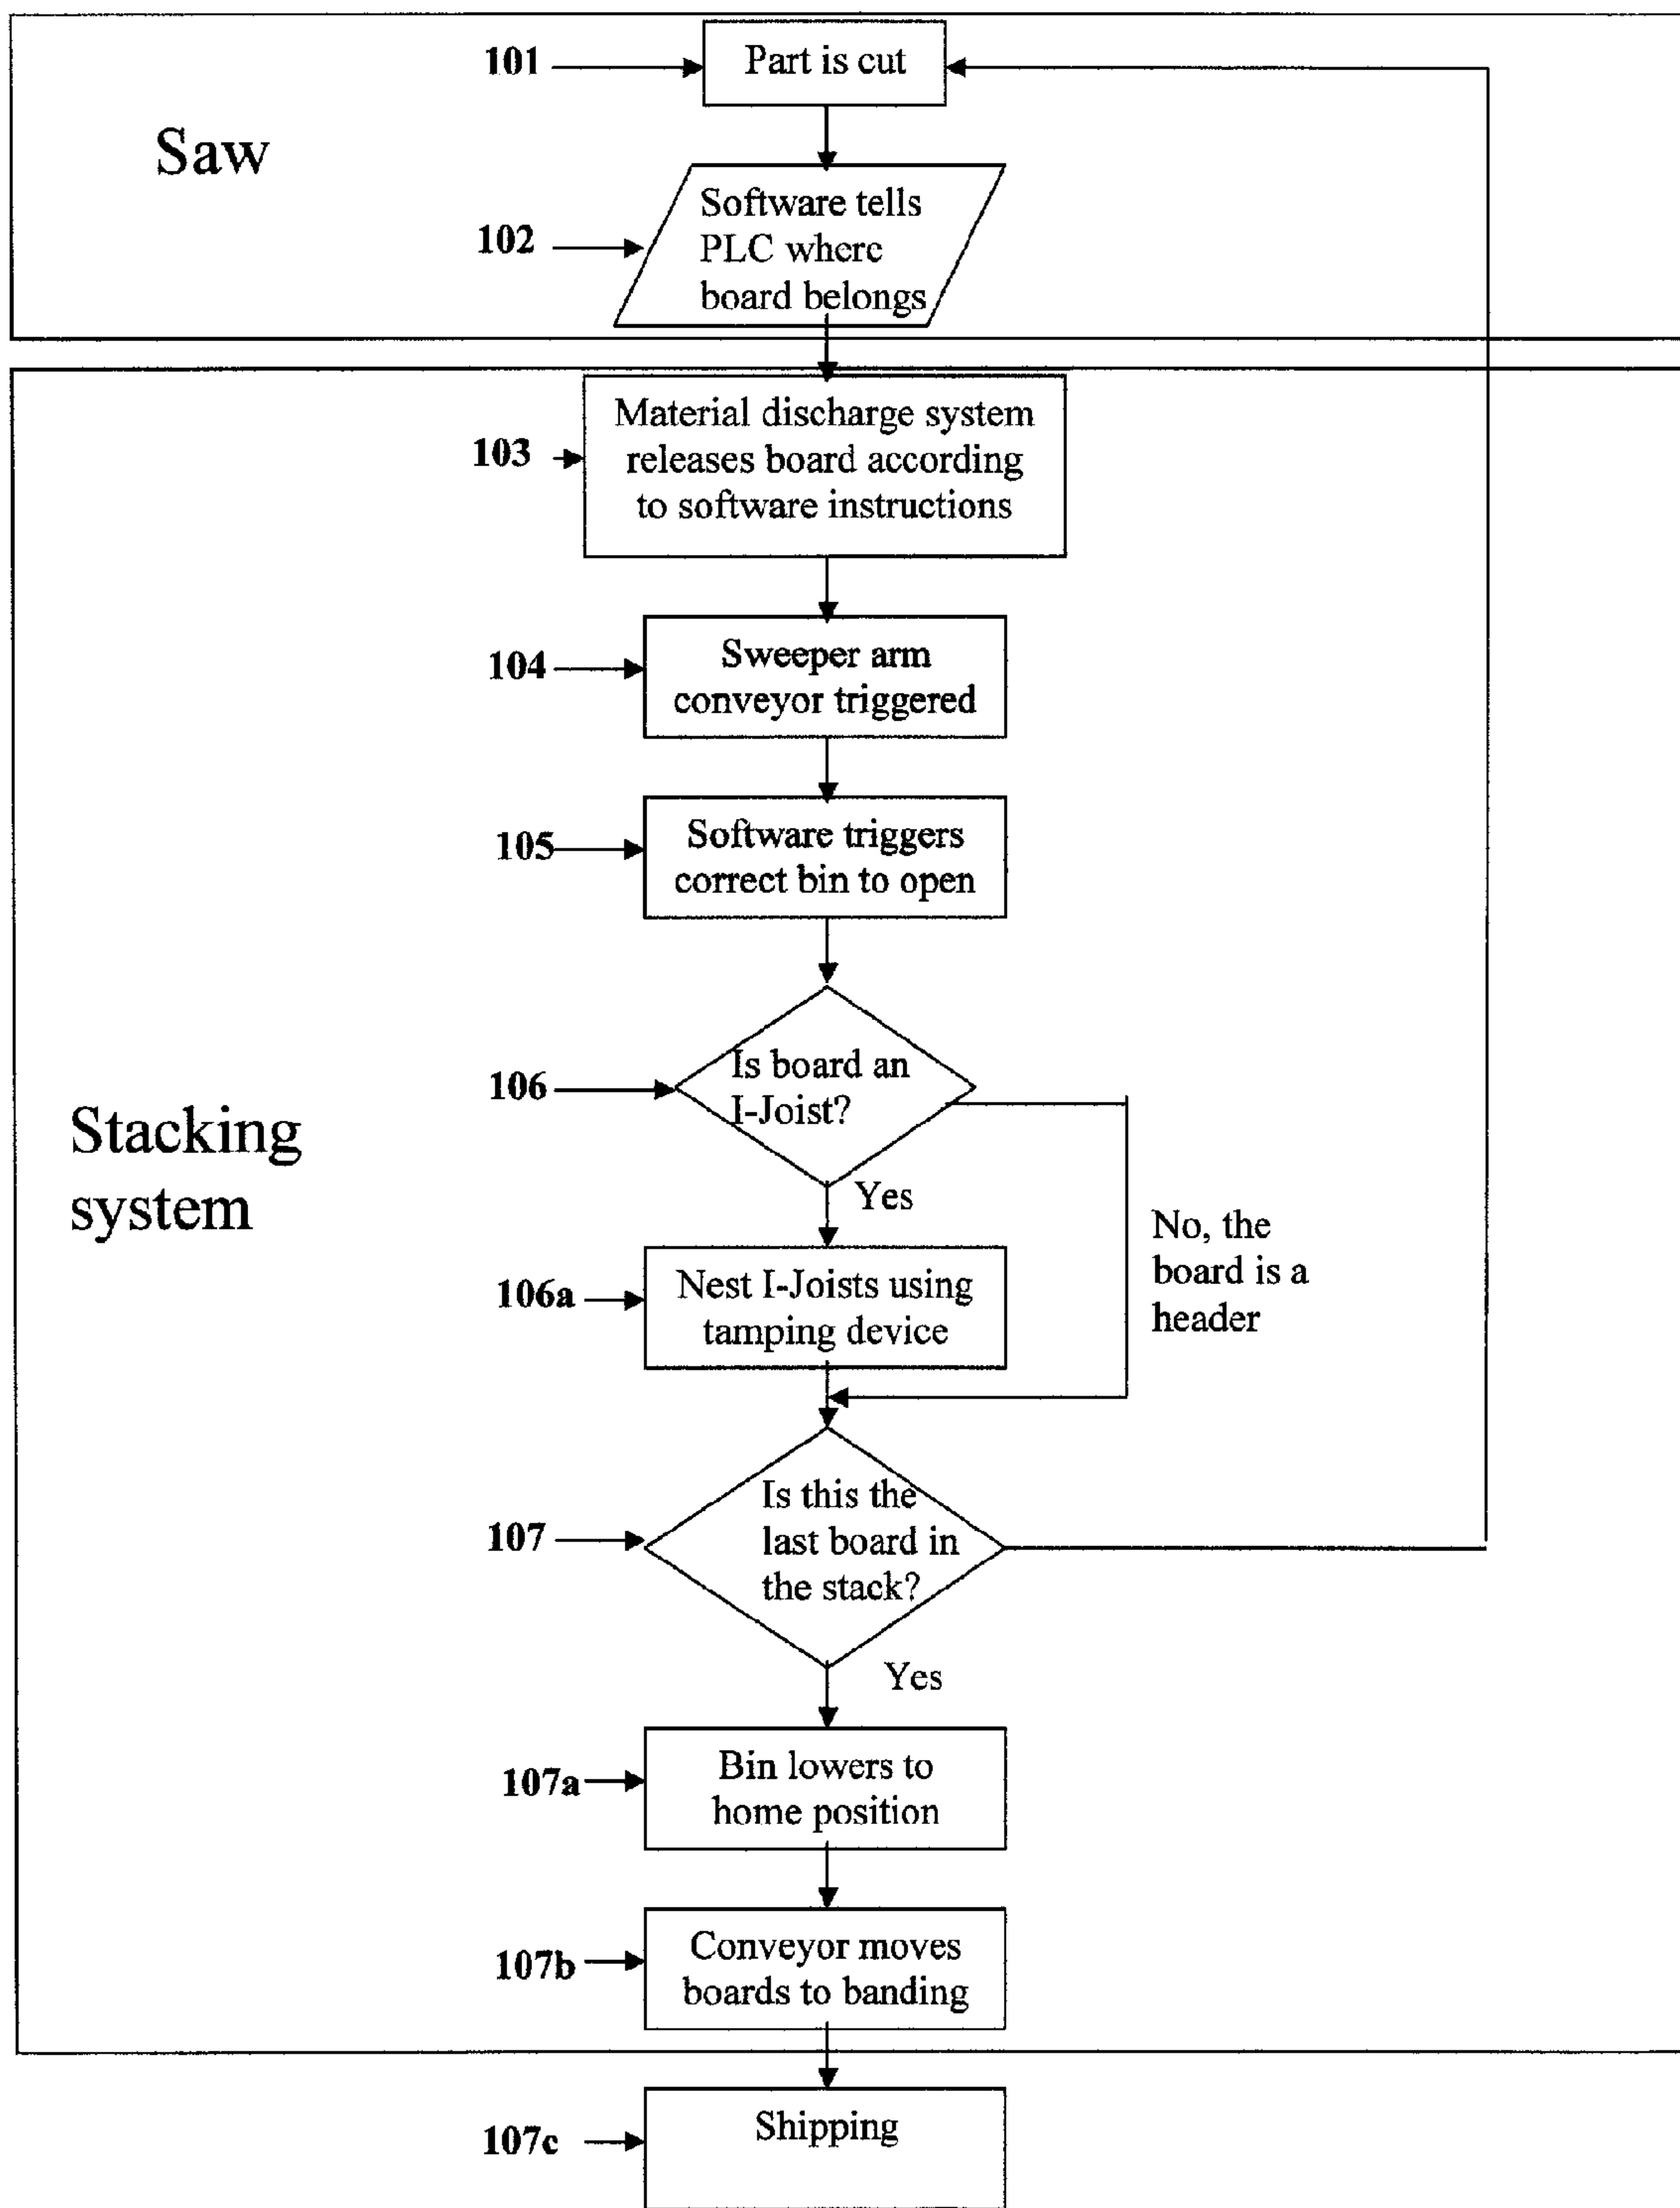 Saw
101
Part is cut
102
Software tells
PLC where
board belongs
Stacking
system
103
Material discharge system
releases board according
to software instructions
104
Sweeper arm
conveyor triggered
105
Software triggers
correct bin to open
106
Is board an
I-Joist?
Yes
No, the
board is a
header
106a
Nest I-Joists using
tamping device
107
Is this the
last board in
the stack?
Yes
107a
Bin lowers to
home position
107b
Conveyor moves
boards to banding
107c
Shipping